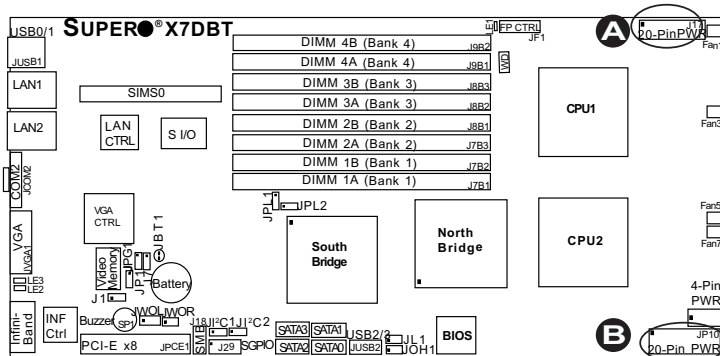 SUPER® X7DBT
USB0/1
JUSB1
LAN1
LAN2
COM2
JCOM2
VGA
JVGA1
LE3
LE2
Infini-
Band
INF
Ctrl
SIMS0
LAN
CTRL
S I/O
VGA
CTRL
Video
Memory
JPG1
JP1
JBT1
Battery
J1
Buzzer
SP1
JWOL
JWOR
PCI-E x8
JPCE1
J18
SMB
JI²C1
JI²C2
J29
SGPIO
SATA3
SATA1
SATA2
SATA0
USB2/3
JUSB2
JL1
JOH1
BIOS
DIMM 4B (Bank 4)
J9B2
DIMM 4A (Bank 4)
J9B1
DIMM 3B (Bank 3)
J8B3
DIMM 3A (Bank 3)
J8B2
DIMM 2B (Bank 2)
J8B1
DIMM 2A (Bank 2)
J7B3
DIMM 1B (Bank 1)
J7B2
DIMM 1A (Bank 1)
J7B1
JPL1
JPL2
South
Bridge
North
Bridge
LE1
FP CTRL
JF1
WD
CPU1
CPU2
A
J17
20-PinPWR
Fan1
Fan3
Fan5
Fan7
4-Pin
PWR
B
JP10
20-Pin PWR